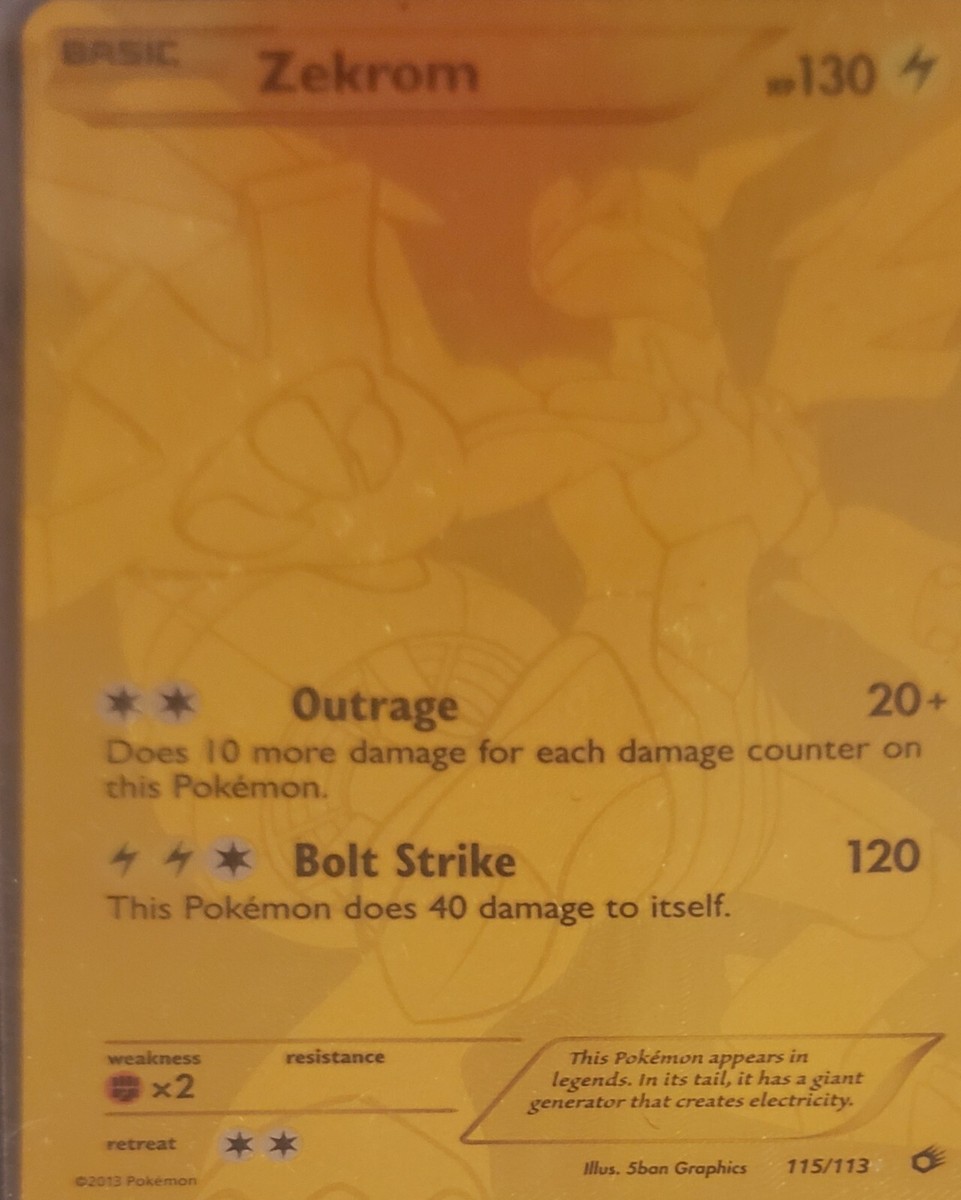 BASIC Zekrom HP130
Outrage 20+
Does 10 more damage for each damage counter on
this Pokémon.
Bolt Strike 120
This Pokémon does 40 damage to itself.
weakness resistance
×2
This Pokémon appears in
legends. In its tail, it has a giant
generator that creates electricity.
retreat
Illus. 5ban Graphics 115/113
©2013 Pokémon